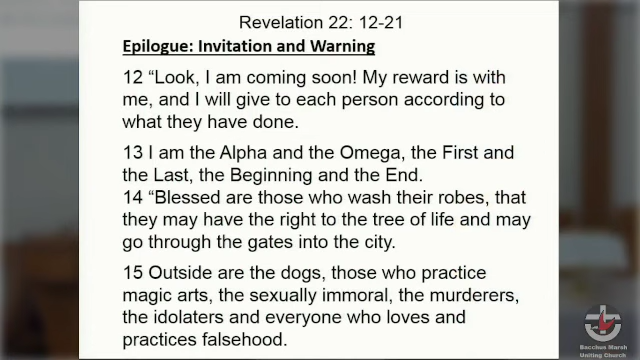 Revelation 22: 12-21
Epilogue: Invitation and Warning
12 “Look, I am coming soon! My reward is with
me, and I will give to each person according to
what they have done.
13 I am the Alpha and the Omega, the First and
the Last, the Beginning and the End.
14 “Blessed are those who wash their robes, that
they may have the right to the tree of life and may
go through the gates into the city.
15 Outside are the dogs, those who practice
magic arts, the sexually immoral, the murderers,
the idolaters and everyone who loves and
practices falsehood.
Bacchus Marsh
Uniting Church